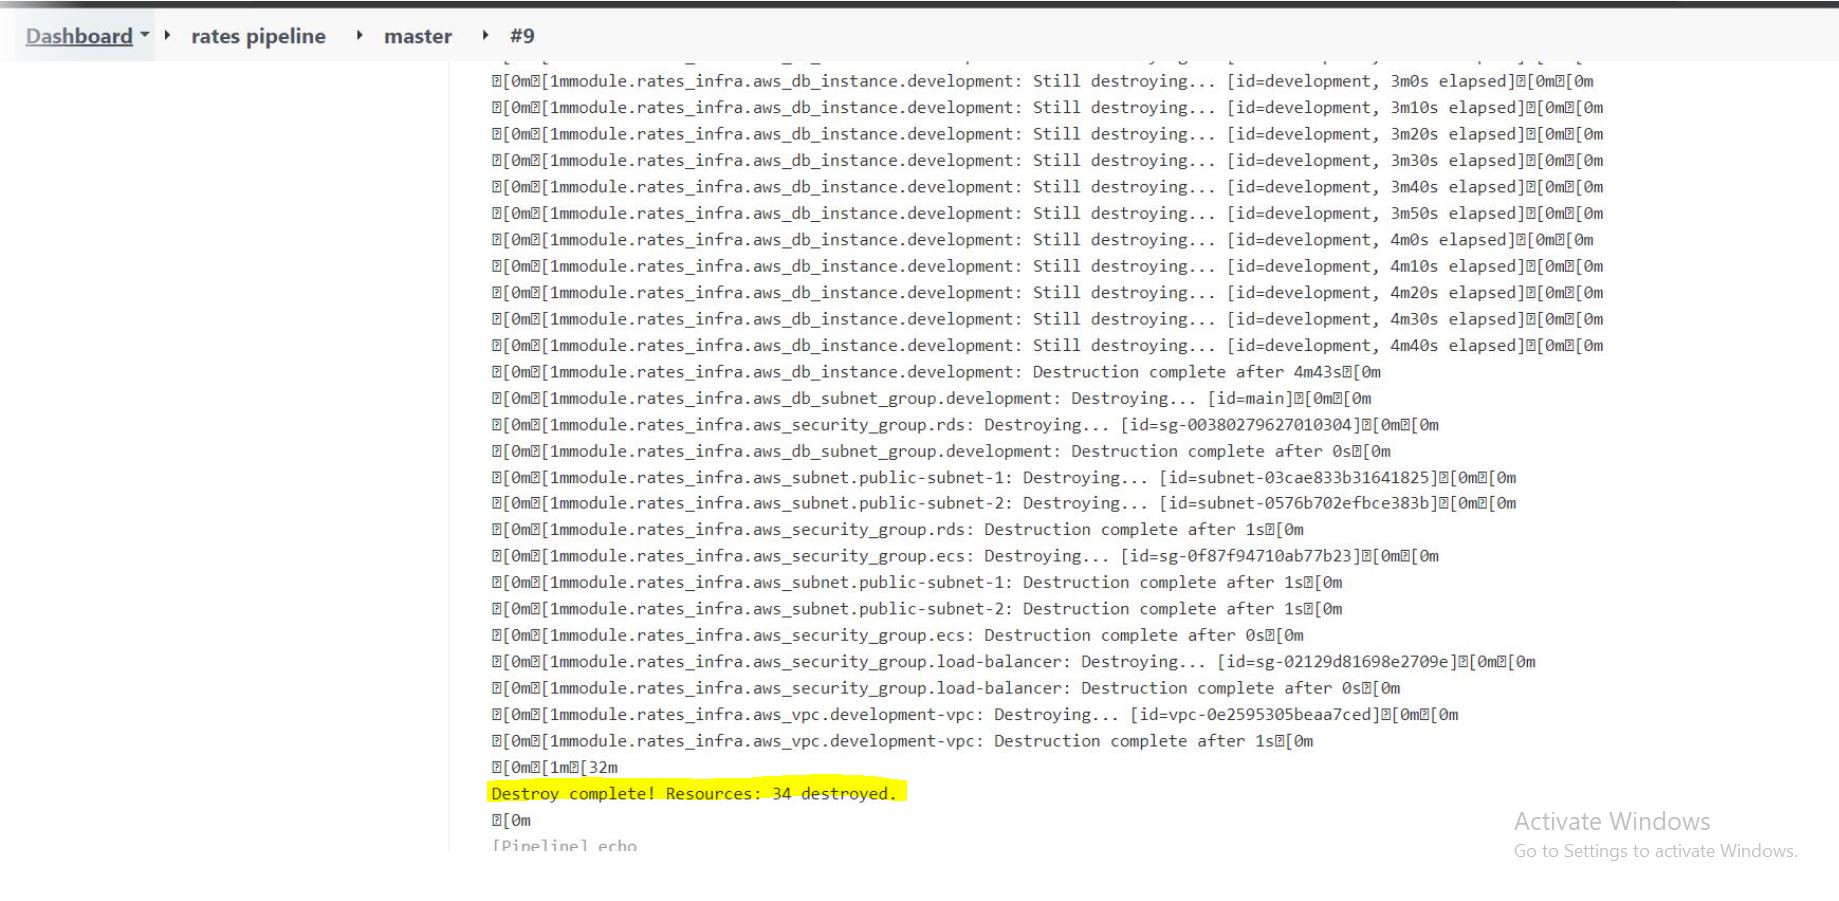 Dashboard rates pipeline master #9
[0m[1mmodule.rates_infra.aws_db_instance.development: Still destroying... [id=development, 3m0s elapsed][0m[0m
[0m[1mmodule.rates_infra.aws_db_instance.development: Still destroying... [id=development, 3m10s elapsed][0m[0m
[0m[1mmodule.rates_infra.aws_db_instance.development: Still destroying... [id=development, 3m20s elapsed][0m[0m
[0m[1mmodule.rates_infra.aws_db_instance.development: Still destroying... [id=development, 3m30s elapsed][0m[0m
[0m[1mmodule.rates_infra.aws_db_instance.development: Still destroying... [id=development, 3m40s elapsed][0m[0m
[0m[1mmodule.rates_infra.aws_db_instance.development: Still destroying... [id=development, 3m50s elapsed][0m[0m
[0m[1mmodule.rates_infra.aws_db_instance.development: Still destroying... [id=development, 4m0s elapsed][0m[0m
[0m[1mmodule.rates_infra.aws_db_instance.development: Still destroying... [id=development, 4m10s elapsed][0m[0m
[0m[1mmodule.rates_infra.aws_db_instance.development: Still destroying... [id=development, 4m20s elapsed][0m[0m
[0m[1mmodule.rates_infra.aws_db_instance.development: Still destroying... [id=development, 4m30s elapsed][0m[0m
[0m[1mmodule.rates_infra.aws_db_instance.development: Still destroying... [id=development, 4m40s elapsed][0m[0m
[0m[1mmodule.rates_infra.aws_db_instance.development: Destruction complete after 4m43s[0m
[0m[1mmodule.rates_infra.aws_db_subnet_group.development: Destroying... [id=main][0m[0m
[0m[1mmodule.rates_infra.aws_security_group.rds: Destroying... [id=sg-00380279627010304][0m[0m
[0m[1mmodule.rates_infra.aws_db_subnet_group.development: Destruction complete after 0s[0m
[0m[1mmodule.rates_infra.aws_subnet.public-subnet-1: Destroying... [id=subnet-03cae833b31641825][0m[0m
[0m[1mmodule.rates_infra.aws_subnet.public-subnet-2: Destroying... [id=subnet-0576b702efbce383b][0m[0m
[0m[1mmodule.rates_infra.aws_security_group.rds: Destruction complete after 1s[0m
[0m[1mmodule.rates_infra.aws_security_group.ecs: Destroying... [id=sg-0f87f94710ab77b23][0m[0m
[0m[1mmodule.rates_infra.aws_subnet.public-subnet-1: Destruction complete after 1s[0m
[0m[1mmodule.rates_infra.aws_subnet.public-subnet-2: Destruction complete after 1s[0m
[0m[1mmodule.rates_infra.aws_security_group.ecs: Destruction complete after 0s[0m
[0m[1mmodule.rates_infra.aws_security_group.load-balancer: Destroying... [id=sg-02129d81698e2709e][0m[0m
[0m[1mmodule.rates_infra.aws_security_group.load-balancer: Destruction complete after 0s[0m
[0m[1mmodule.rates_infra.aws_vpc.development-vpc: Destroying... [id=vpc-0e2595305beaa7ced][0m[0m
[0m[1mmodule.rates_infra.aws_vpc.development-vpc: Destruction complete after 1s[0m
[0m[1m[32m
Destroy complete! Resources: 34 destroyed.
[0m
[Pipeline] echo
Activate Windows
Go to Settings to activate Windows.